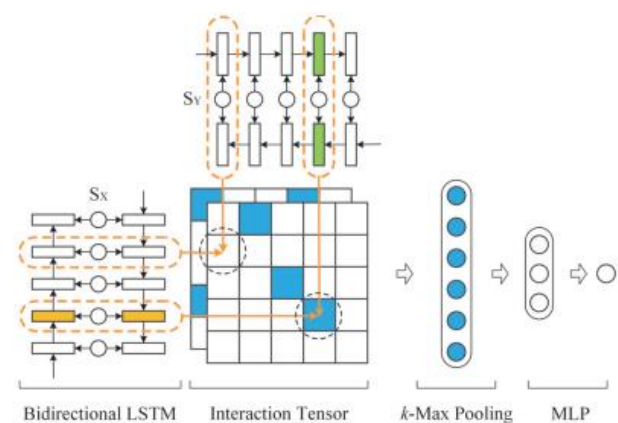 S_Y
S_X
Bidirectional LSTM
Interaction Tensor
k-Max Pooling
MLP